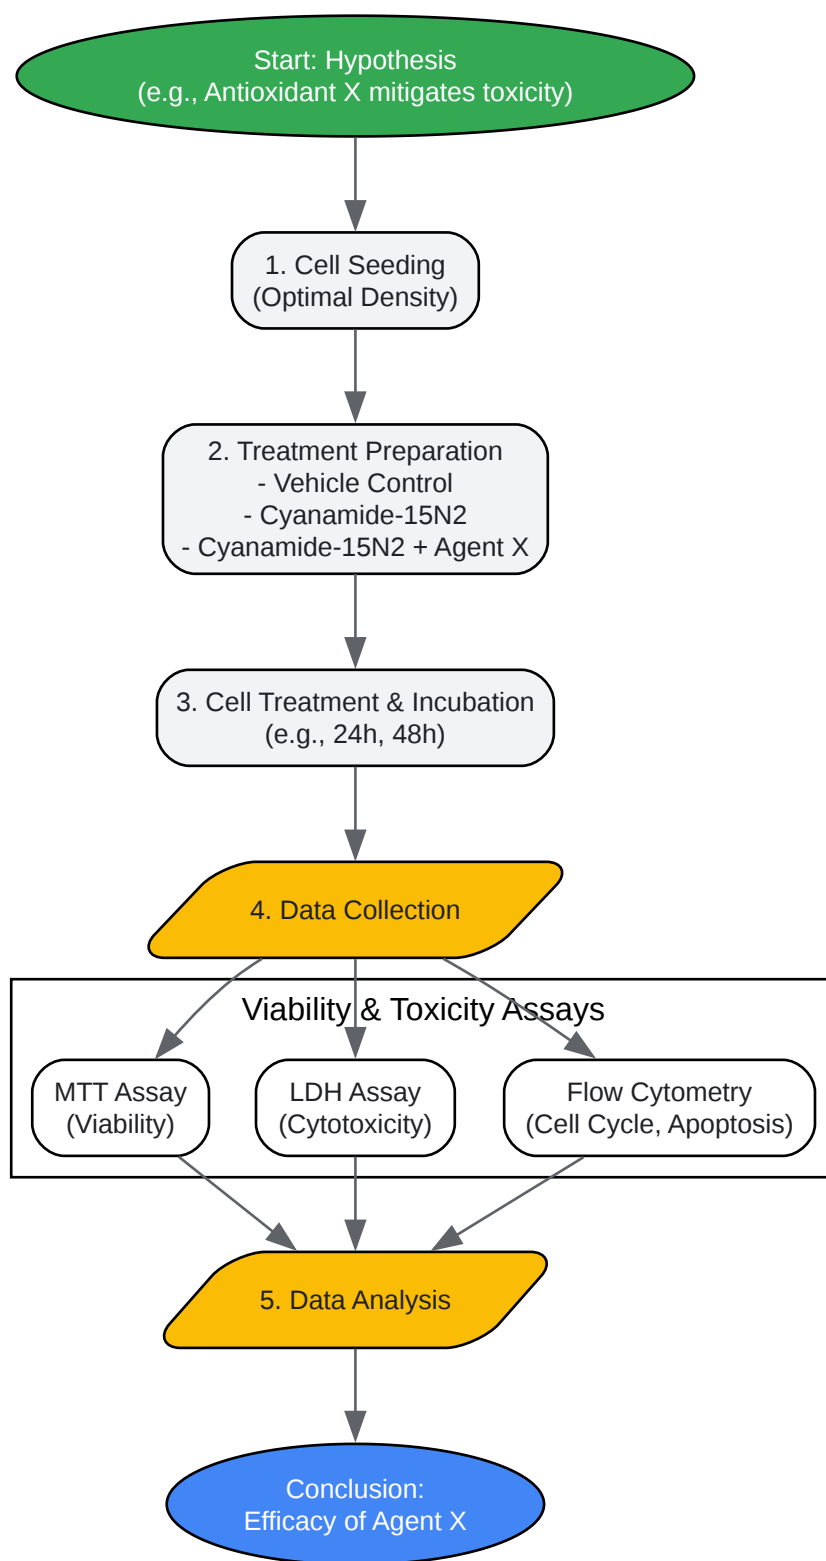 Start: Hypothesis
(e.g., Antioxidant X mitigates toxicity)
1. Cell Seeding
(Optimal Density)
2. Treatment Preparation
- Vehicle Control
- Cyanamide-15N2
- Cyanamide-15N2 + Agent X
3. Cell Treatment & Incubation
(e.g., 24h, 48h)
4. Data Collection
Viability & Toxicity Assays
MTT Assay
(Viability)
LDH Assay
(Cytotoxicity)
Flow Cytometry
(Cell Cycle, Apoptosis)
5. Data Analysis
Conclusion:
Efficacy of Agent X